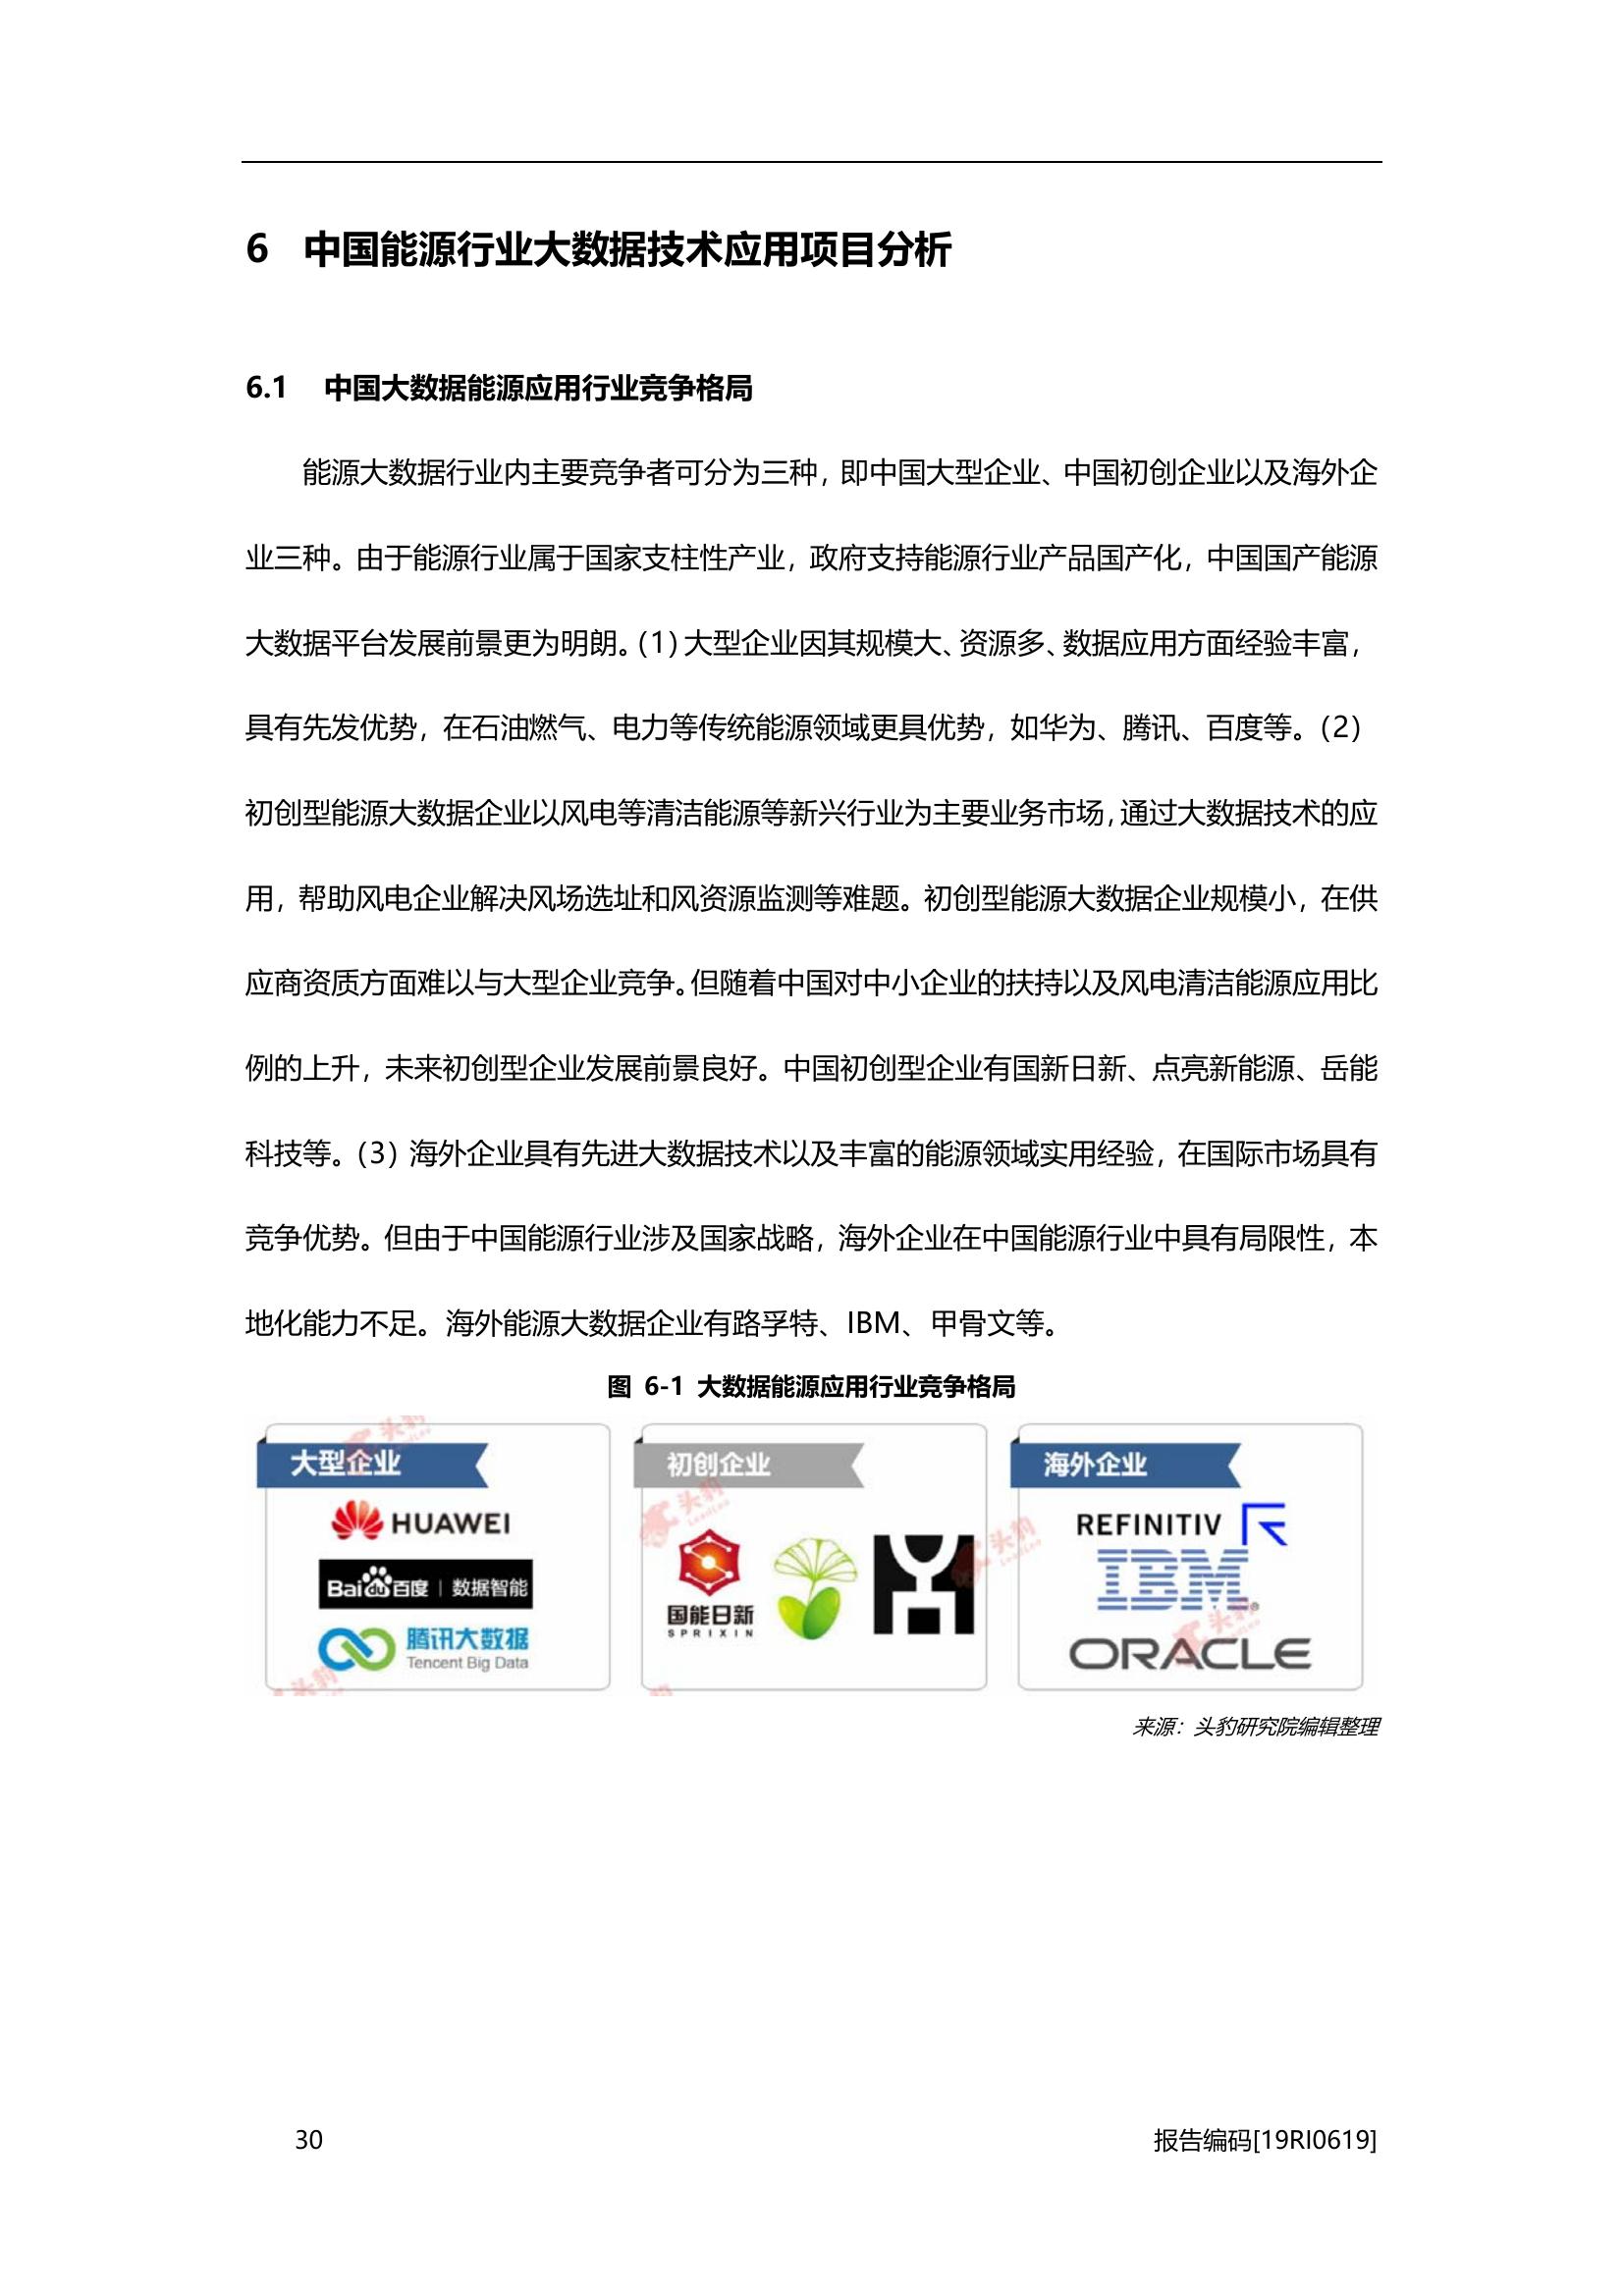 6 中国能源行业大数据技术应用项目分析
6.1 中国大数据能源应用行业竞争格局
能源大数据行业内主要竞争者可分为三种，即中国大型企业、中国初创企业以及海外企
业三种。由于能源行业属于国家支柱性产业，政府支持能源行业产品国产化，中国国产能源
大数据平台发展前景更为明朗。（1）大型企业因其规模大、资源多、数据应用方面经验丰富，
具有先发优势，在石油燃气、电力等传统能源领域更具优势，如华为、腾讯、百度等。（2）
初创型能源大数据企业以风电等清洁能源等新兴行业为主要业务市场，通过大数据技术的应
用，帮助风电企业解决风场选址和风资源监测等难题。初创型能源大数据企业规模小，在供
应商资质方面难以与大型企业竞争。但随着中国对中小企业的扶持以及风电清洁能源应用比
例的上升，未来初创型企业发展前景良好。中国初创型企业有国新日新、点亮新能源、岳能
科技等。（3）海外企业具有先进大数据技术以及丰富的能源领域实用经验，在国际市场具有
竞争优势。但由于中国能源行业涉及国家战略，海外企业在中国能源行业中具有局限性，本
地化能力不足。海外能源大数据企业有路孚特、IBM、甲骨文等。
图 6-1 大数据能源应用行业竞争格局
大型企业
HUAWEI
Bai du 百度 | 数据智能
腾讯大数据
Tencent Big Data
初创企业
国能日新
SPRIXIN
海外企业
REFINITIV
IBM®
ORACLE
头豹
LeadLeo
头豹
LeadLeo
头豹
LeadLeo
头豹
头豹
来源：头豹研究院编辑整理
30
报告编码[19RI0619]